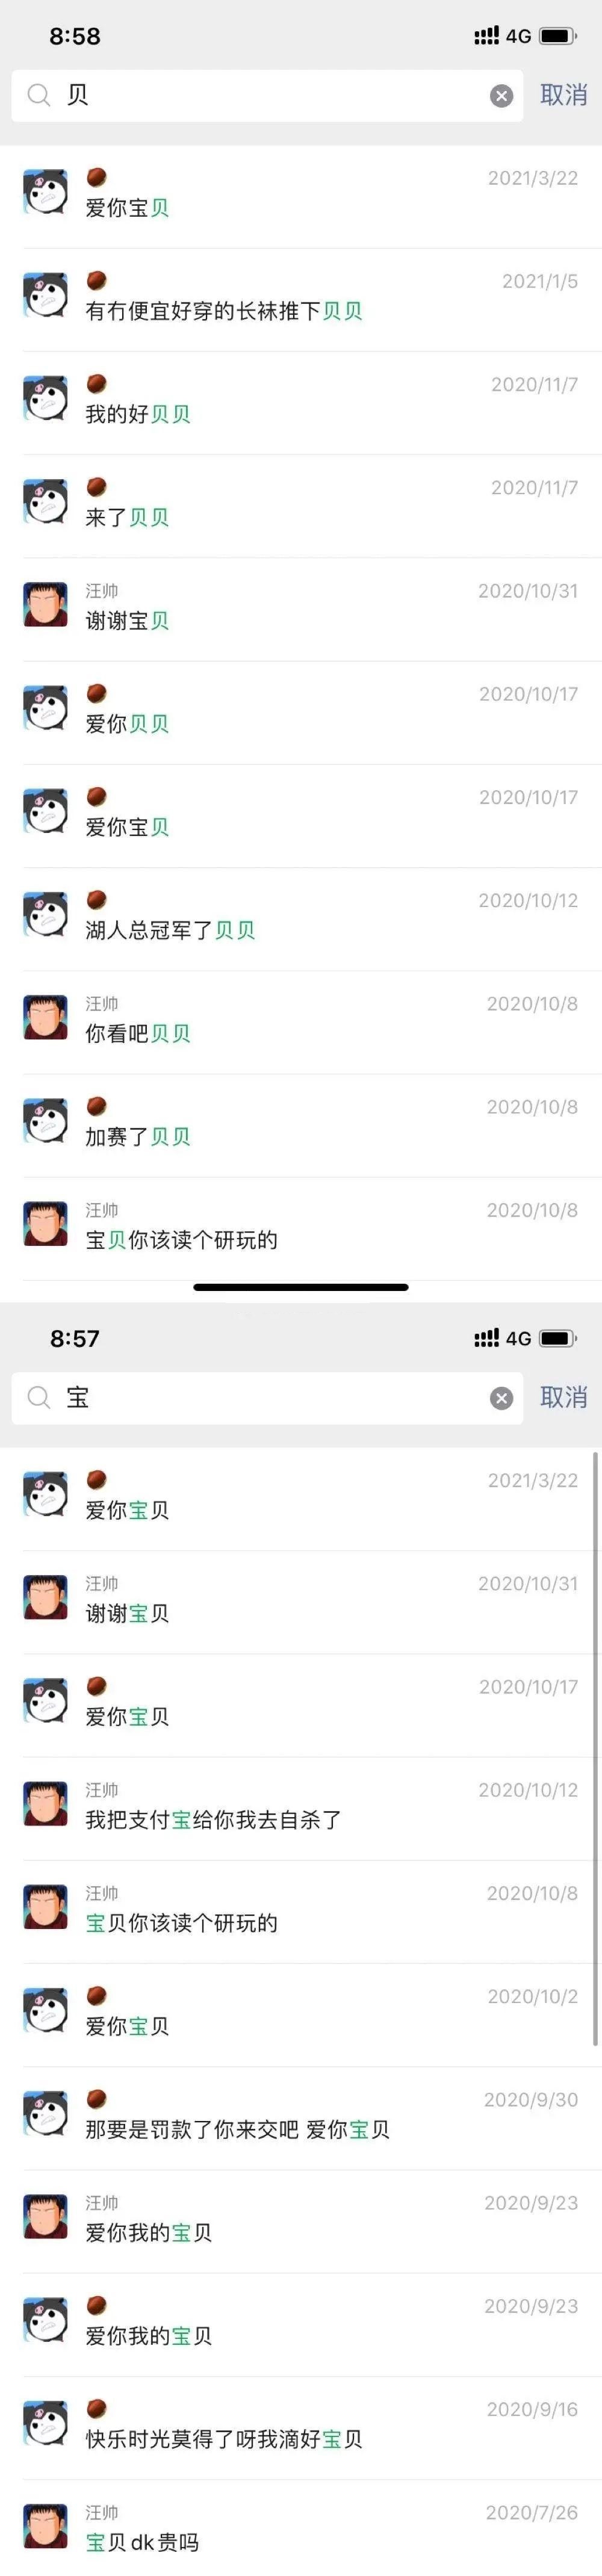 8:58
4G
贝
取消
2021/3/22
爱你宝贝
2021/1/5
有冇便宜好穿的长袜推下贝贝
2020/11/7
我的好贝贝
2020/11/7
来了贝贝
汪帅
2020/10/31
谢谢宝贝
2020/10/17
爱你贝贝
2020/10/17
爱你宝贝
2020/10/12
湖人总冠军了贝贝
汪帅
2020/10/8
你看吧贝贝
2020/10/8
加赛了贝贝
汪帅
2020/10/8
宝贝你该读个研玩的
8:57
4G
宝
取消
2021/3/22
爱你宝贝
汪帅
2020/10/31
谢谢宝贝
2020/10/17
爱你宝贝
汪帅
2020/10/12
我把支付宝给你我去自杀了
汪帅
2020/10/8
宝贝你该读个研玩的
2020/10/2
爱你宝贝
2020/9/30
那要是罚款了你来交吧 爱你宝贝
汪帅
2020/9/23
爱你我的宝贝
2020/9/23
爱你我的宝贝
2020/9/16
快乐时光莫得了呀我滴好宝贝
汪帅
2020/7/26
宝贝dk贵吗